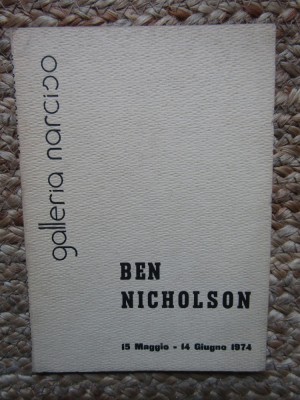 galleria narciso
BEN
NICHOLSON
15 Maggio - 14 Giugno 1974